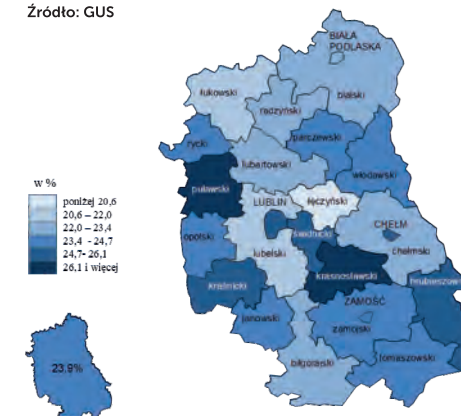 Źródło: GUS
BIAŁA
PODLASKA
łukowski
bialski
radzyński
rycki
parczewski
lubartowski
włodawski
w %
poniżej 20,6
20,6 – 22,0
22,0 – 23,4
23,4 - 24,7
24,7- 26,1
26,1 i więcej
puławski
LUBLIN
łęczyński
CHEŁM
opolski
świdnicki
lubelski
chełmski
krasnostawski
kraśnicki
hrubieszows
ZAMOŚĆ
janowski
zamojski
tomaszowski
biłgorajski
23,9%